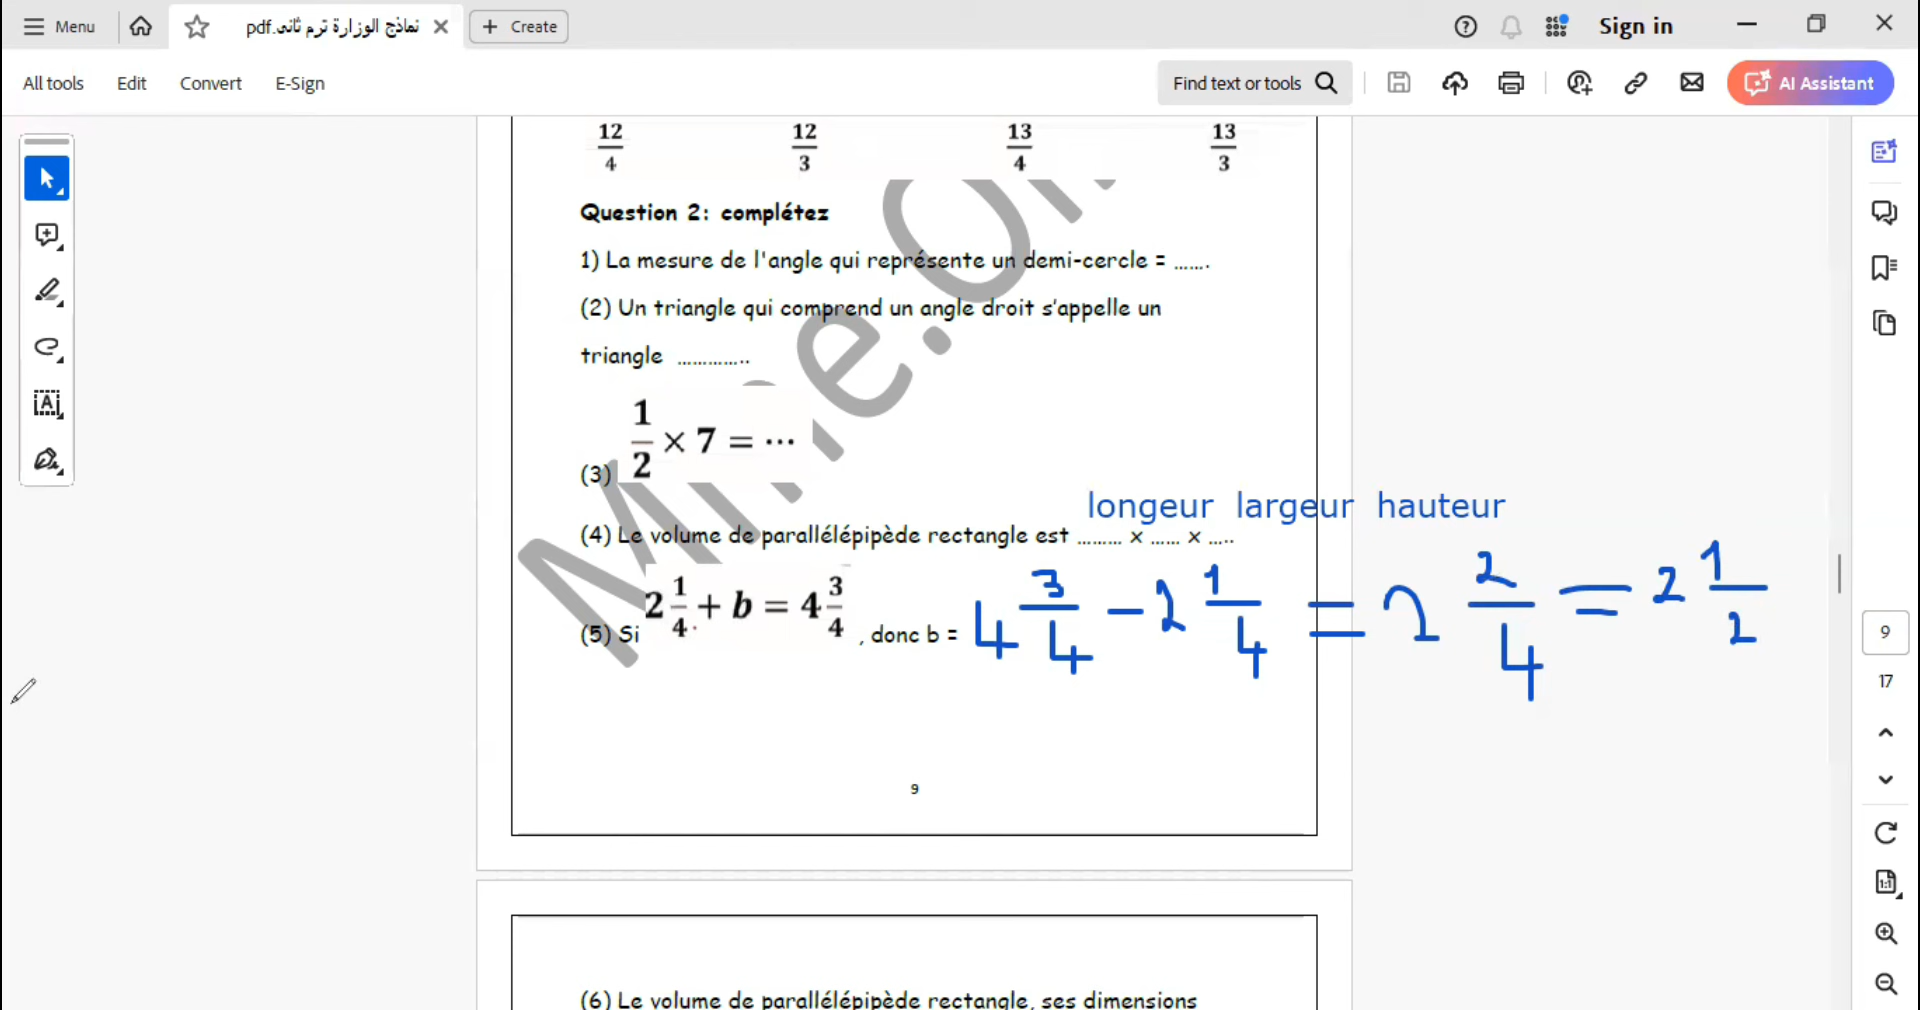 Menu
نماذج الوزارة ترم ثانى.pdf
Create
Sign in
All tools Edit Convert E-Sign
Find text or tools
AI Assistant
12/4 12/3 13/4 13/3
Question 2: complétez
1) La mesure de l'angle qui représente un demi-cercle = .......
(2) Un triangle qui comprend un angle droit s'appelle un
triangle ..............
(3) 1/2 × 7 = ...
longeur largeur hauteur
(4) Le volume de parallélépipède rectangle est ......... × ...... × .....
(5) Si 2 1/4 + b = 4 3/4 , donc b = 4 3/4 - 2 1/4 = 2 2/4 = 2 1/2
9
(6) Le volume de parallélépipède rectangle, ses dimensions
9
17
1:1